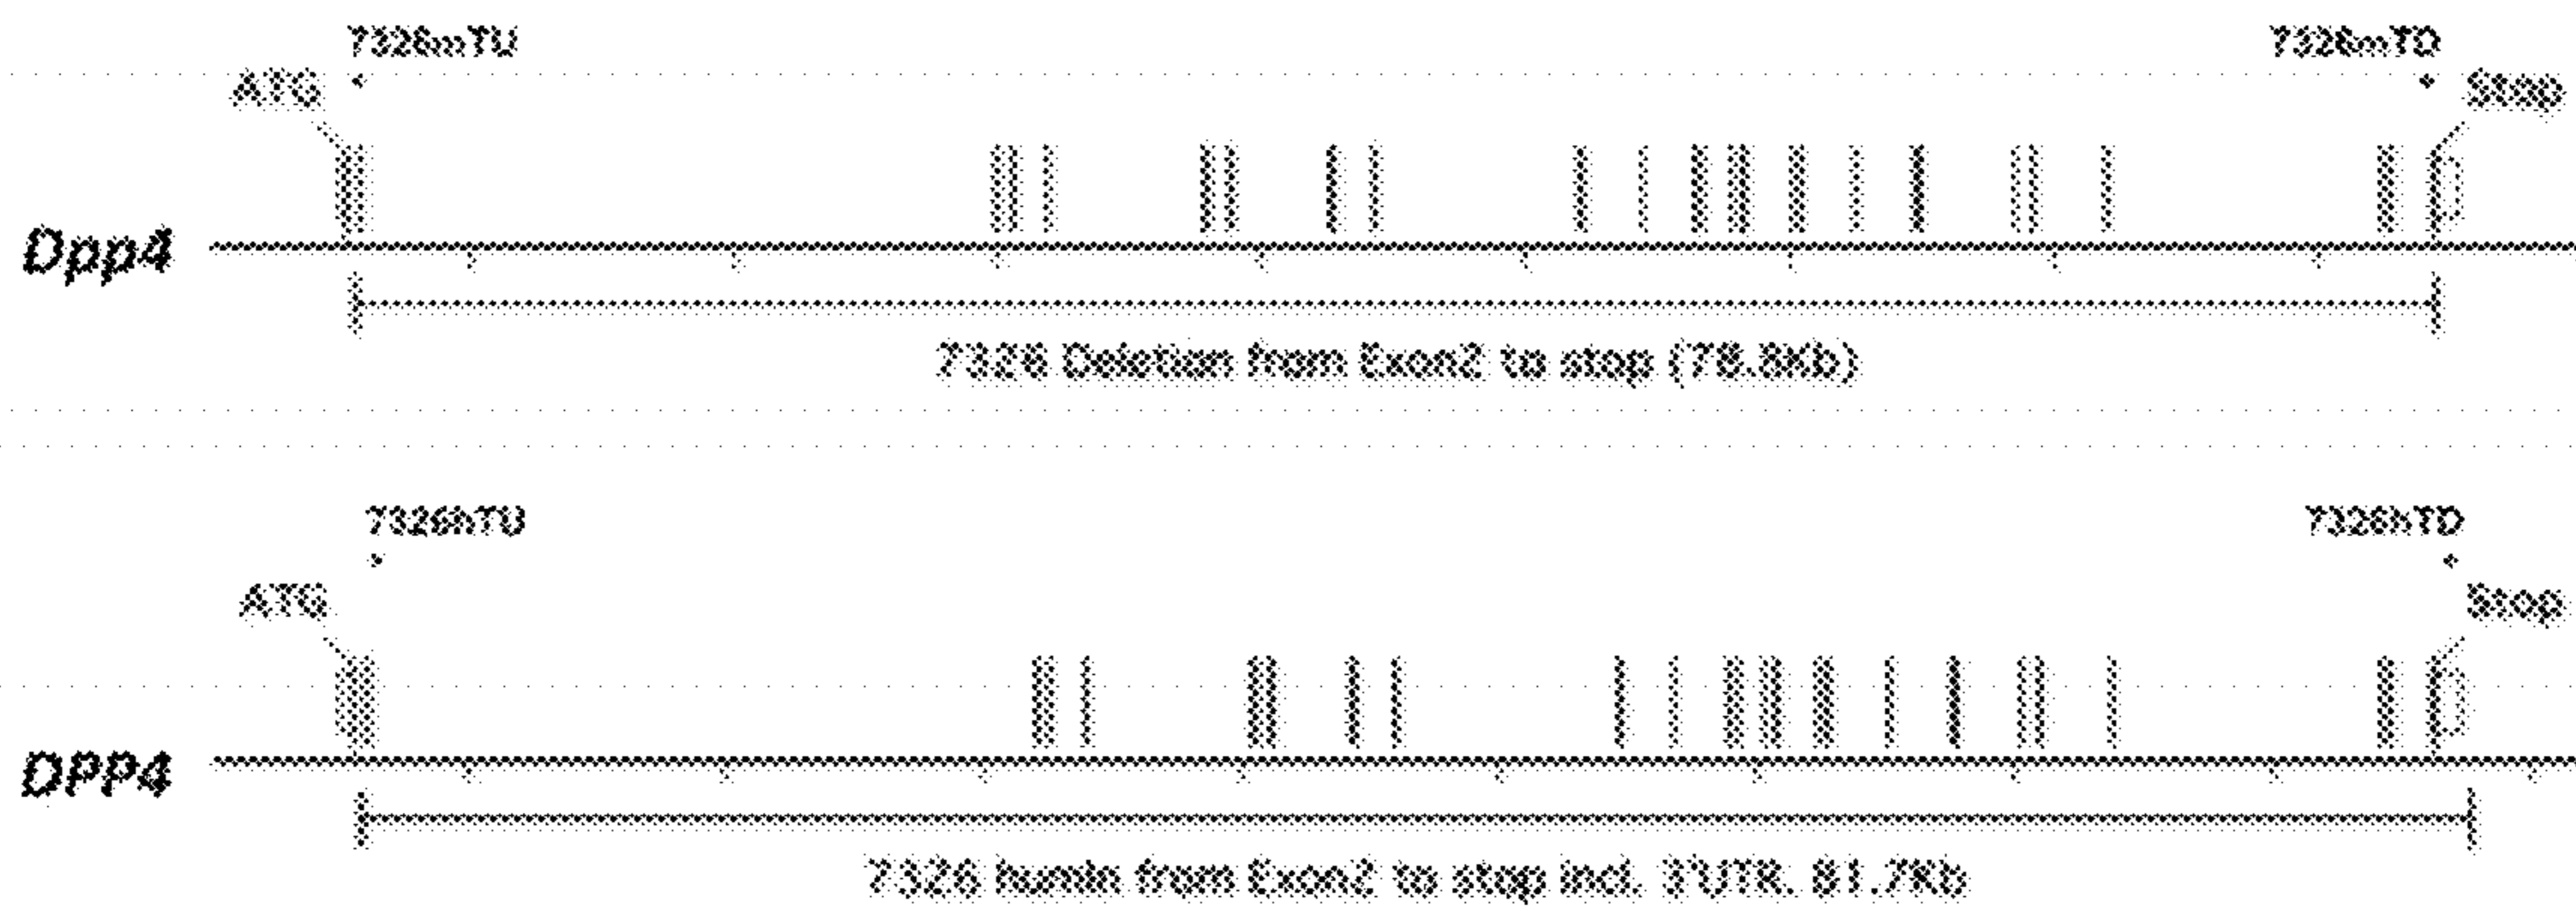 7326mTU
7326mTD
ATG
Stop
Dpp4
7326 Deletion from Exon2 to stop (78.8Kb)
7326hTU
7326hTD
ATG
Stop
DPP4
7326 humIn from Exon2 to stop incl. 3'UTR. 81.7Kb